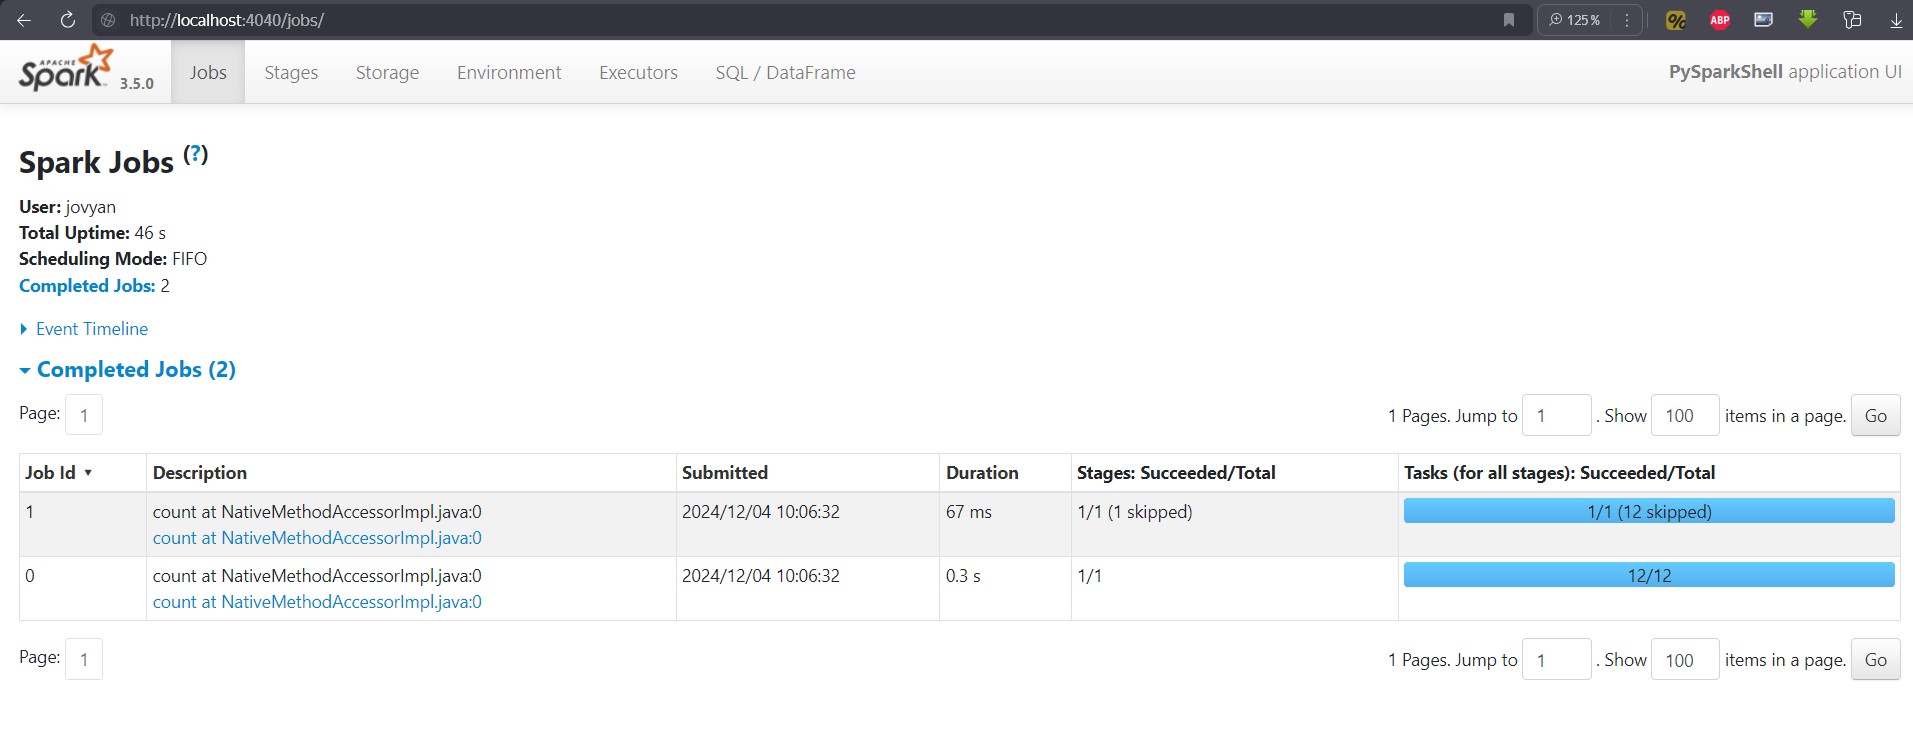 http://localhost:4040/jobs/
125%
ABP
APACHE
Spark 3.5.0
Jobs Stages Storage Environment Executors SQL / DataFrame PySparkShell application UI
Spark Jobs (?)
User: jovyan
Total Uptime: 46 s
Scheduling Mode: FIFO
Completed Jobs: 2
Event Timeline
Completed Jobs (2)
Page: 1 1 Pages. Jump to 1 . Show 100 items in a page. Go
Job Id ▾ Description Submitted Duration Stages: Succeeded/Total Tasks (for all stages): Succeeded/Total
1 count at NativeMethodAccessorImpl.java:0 2024/12/04 10:06:32 67 ms 1/1 (1 skipped) 1/1 (12 skipped)
count at NativeMethodAccessorImpl.java:0
0 count at NativeMethodAccessorImpl.java:0 2024/12/04 10:06:32 0.3 s 1/1 12/12
count at NativeMethodAccessorImpl.java:0
Page: 1 1 Pages. Jump to 1 . Show 100 items in a page. Go